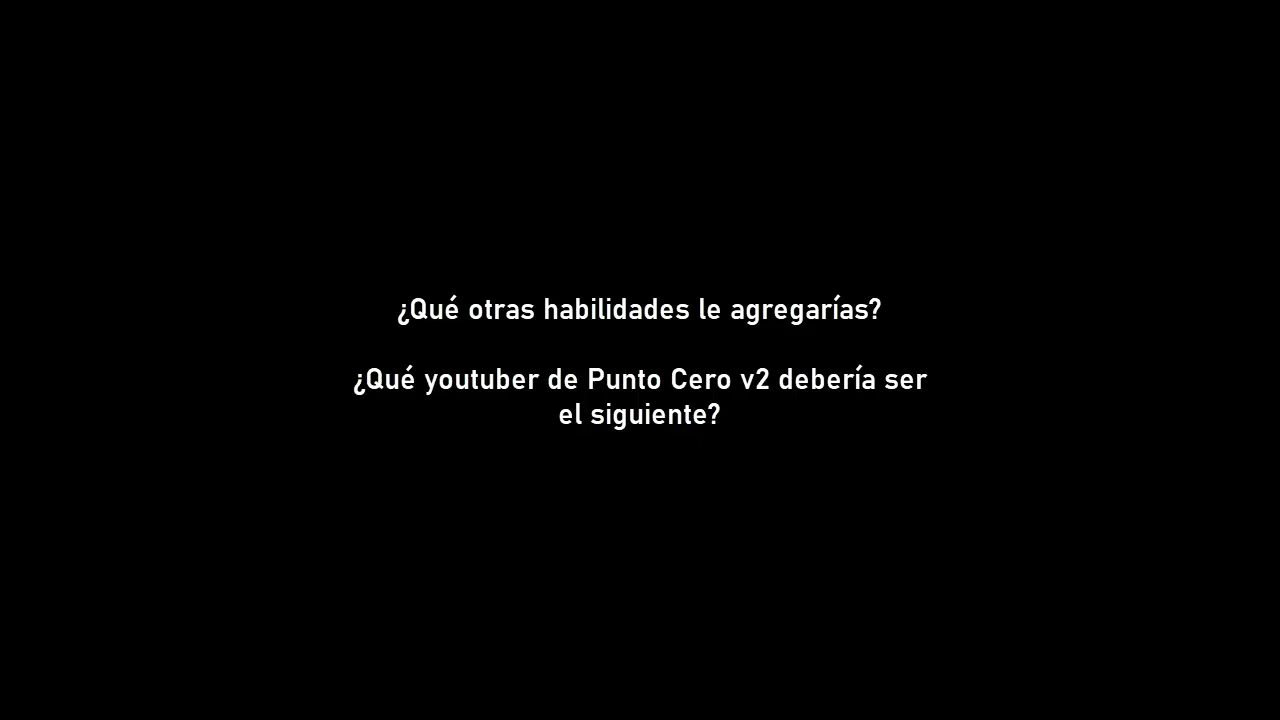 ¿Qué otras habilidades le agregarías?
¿Qué youtuber de Punto Cero v2 debería ser
el siguiente?